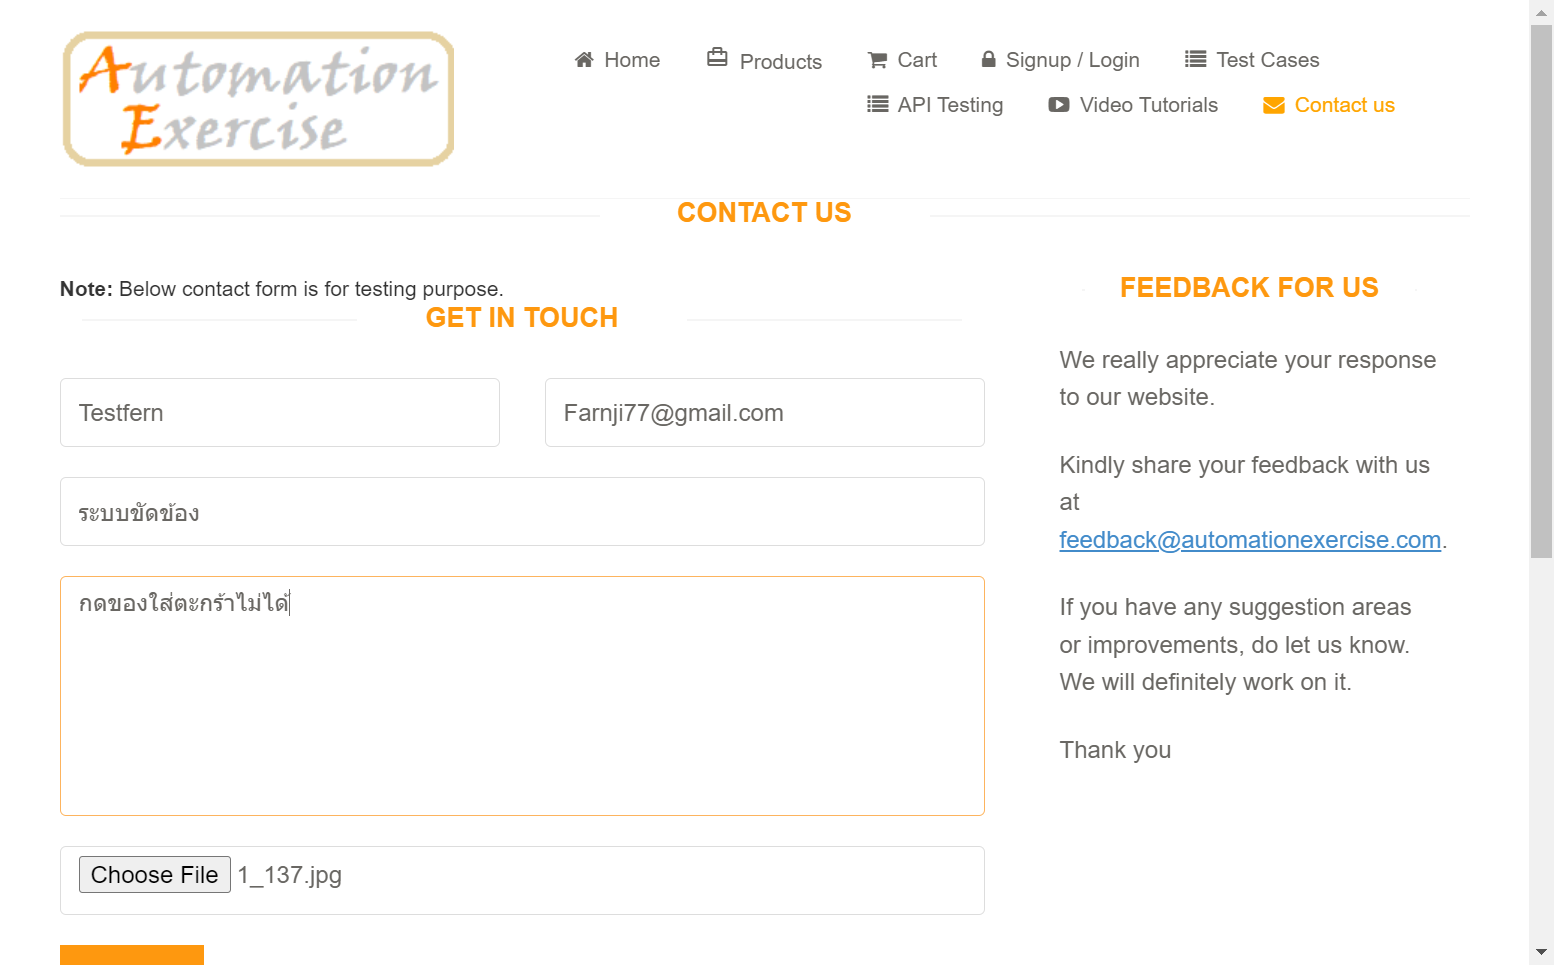 Automation
Exercise
Home
Products
Cart
Signup / Login
Test Cases
API Testing
Video Tutorials
Contact us
CONTACT US
Note: Below contact form is for testing purpose.
GET IN TOUCH
Testfern
Farnji77@gmail.com
ระบบขัดข้อง
กดของใส่ตะกร้าไม่ได้
Choose File 1_137.jpg
FEEDBACK FOR US
We really appreciate your response
to our website.
Kindly share your feedback with us
at
feedback@automationexercise.com.
If you have any suggestion areas
or improvements, do let us know.
We will definitely work on it.
Thank you